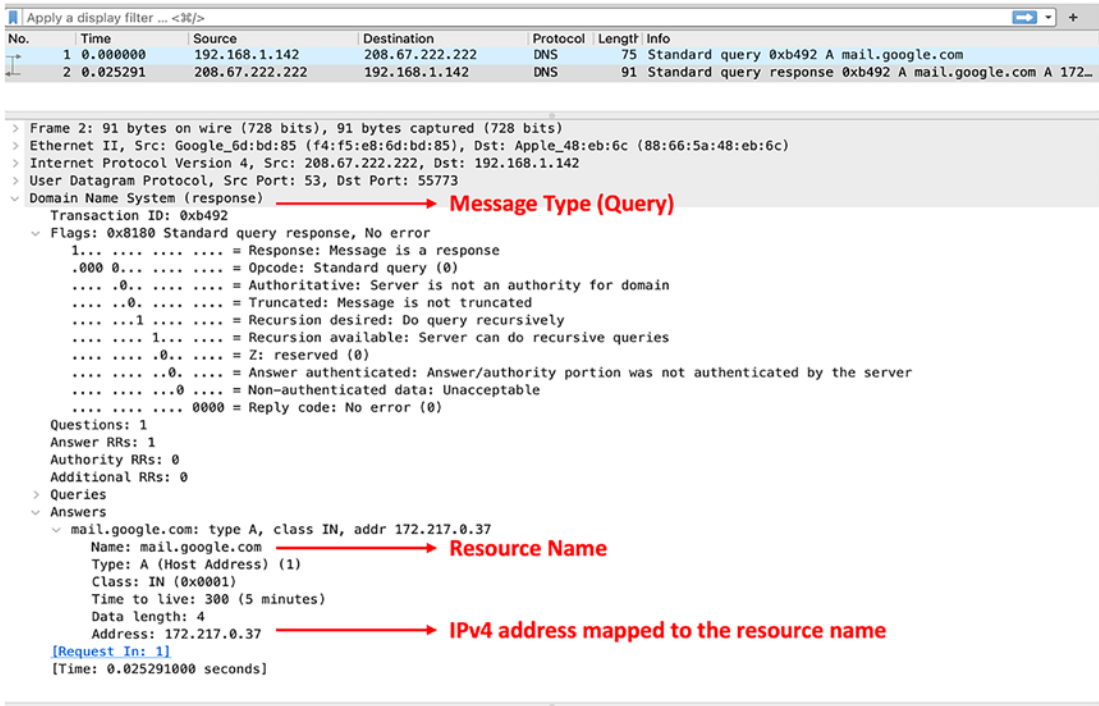 Apply a display filter ... <⌘/>
No. Time Source Destination Protocol Length Info
1 0.000000 192.168.1.142 208.67.222.222 DNS 75 Standard query 0xb492 A mail.google.com
2 0.025291 208.67.222.222 192.168.1.142 DNS 91 Standard query response 0xb492 A mail.google.com A 172…
Frame 2: 91 bytes on wire (728 bits), 91 bytes captured (728 bits)
Ethernet II, Src: Google_6d:bd:85 (f4:f5:e8:6d:bd:85), Dst: Apple_48:eb:6c (88:66:5a:48:eb:6c)
Internet Protocol Version 4, Src: 208.67.222.222, Dst: 192.168.1.142
User Datagram Protocol, Src Port: 53, Dst Port: 55773
Domain Name System (response) Message Type (Query)
Transaction ID: 0xb492
Flags: 0x8180 Standard query response, No error
1... .... .... .... = Response: Message is a response
.000 0... .... .... = Opcode: Standard query (0)
.... .0.. .... .... = Authoritative: Server is not an authority for domain
.... ..0. .... .... = Truncated: Message is not truncated
.... ...1 .... .... = Recursion desired: Do query recursively
.... .... 1... .... = Recursion available: Server can do recursive queries
.... .... .0.. .... = Z: reserved (0)
.... .... ..0. .... = Answer authenticated: Answer/authority portion was not authenticated by the server
.... .... ...0 .... = Non-authenticated data: Unacceptable
.... .... .... 0000 = Reply code: No error (0)
Questions: 1
Answer RRs: 1
Authority RRs: 0
Additional RRs: 0
Queries
Answers
mail.google.com: type A, class IN, addr 172.217.0.37
Name: mail.google.com Resource Name
Type: A (Host Address) (1)
Class: IN (0x0001)
Time to live: 300 (5 minutes)
Data length: 4
Address: 172.217.0.37 IPv4 address mapped to the resource name
[Request In: 1]
[Time: 0.025291000 seconds]